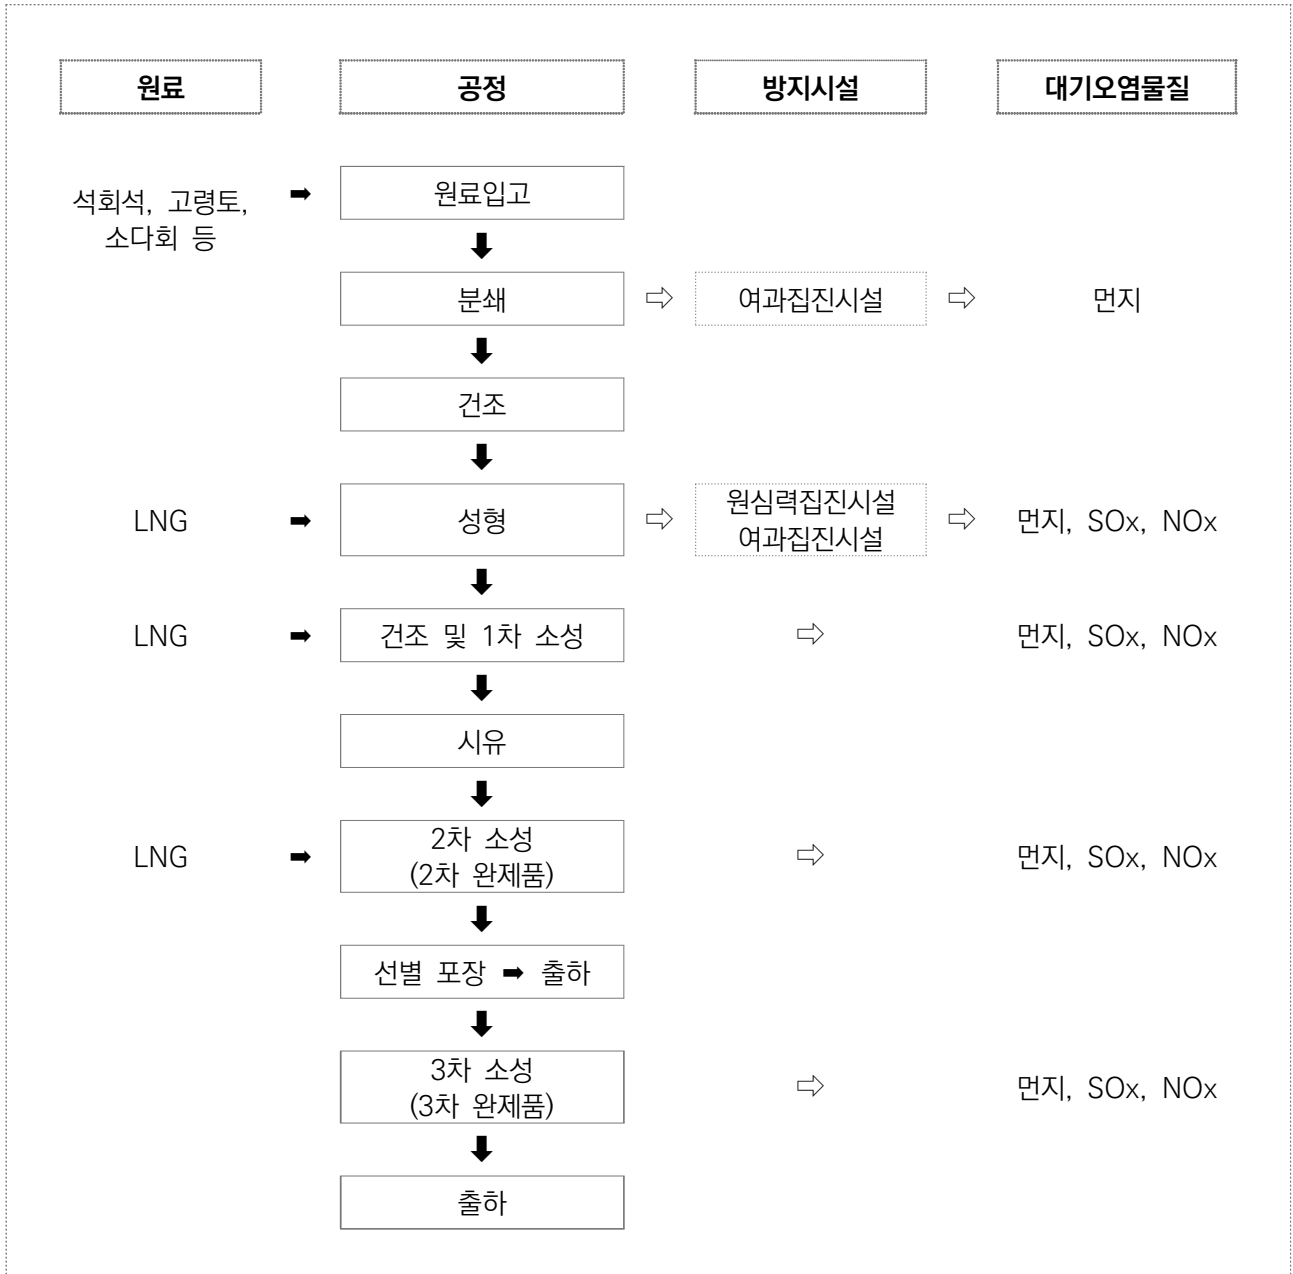 원료 공정 방지시설 대기오염물질
석회석, 고령토,
소다회 등
➡ 원료입고
분쇄 ⇨ 여과집진시설 ⇨ 먼지
건조
LNG ➡ 성형 ⇨ 원심력집진시설
여과집진시설 ⇨ 먼지, SOx, NOx
LNG ➡ 건조 및 1차 소성 ⇨ 먼지, SOx, NOx
시유
LNG ➡ 2차 소성
(2차 완제품) ⇨ 먼지, SOx, NOx
선별 포장 ➡ 출하
3차 소성
(3차 완제품) ⇨ 먼지, SOx, NOx
출하